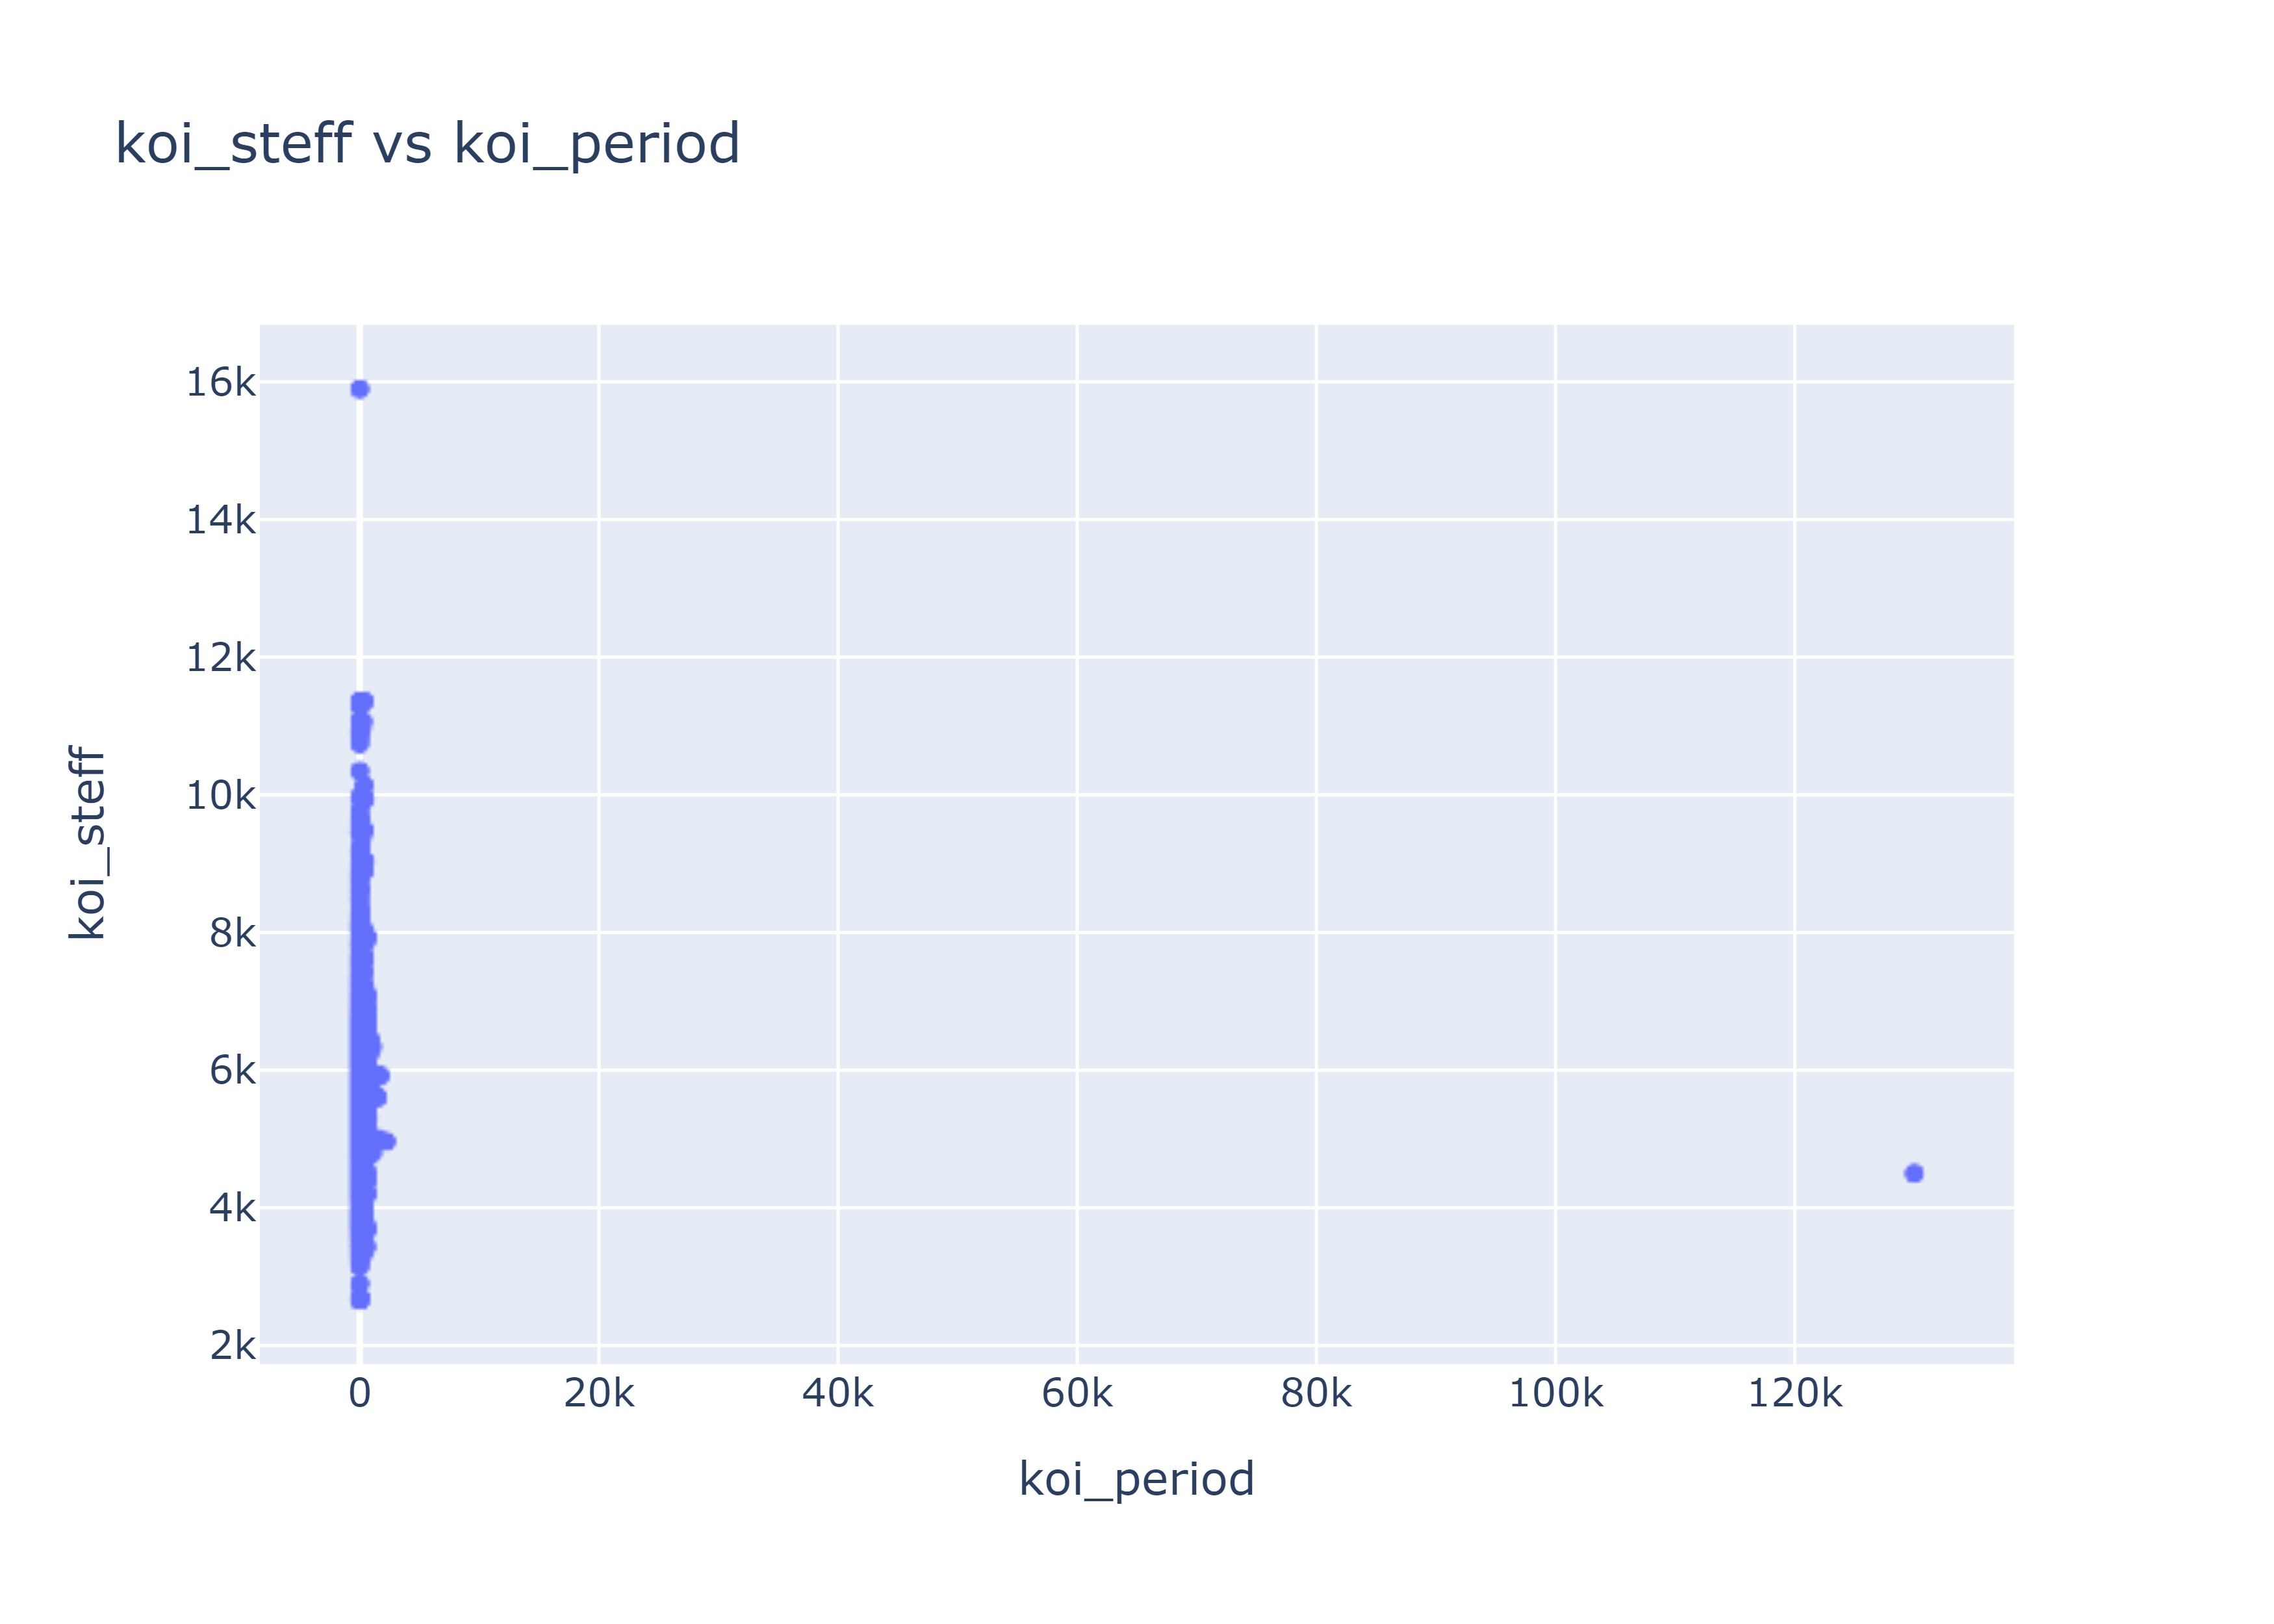 koi_steff vs koi_period
16k
14k
12k
10k
8k
6k
4k
2k
koi_steff
0 20k 40k 60k 80k 100k 120k
koi_period